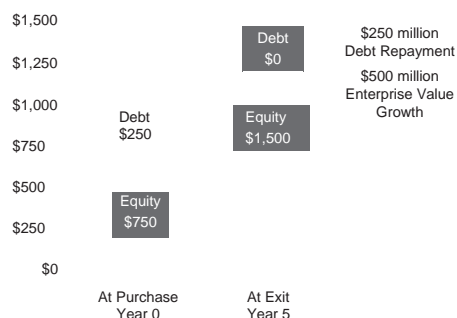 $1,500
$1,250
$1,000
$750
$500
$250
$0
Debt
$250
Equity
$750
Debt
$0
Equity
$1,500
$250 million
Debt Repayment
$500 million
Enterprise Value
Growth
At Purchase
Year 0
At Exit
Year 5